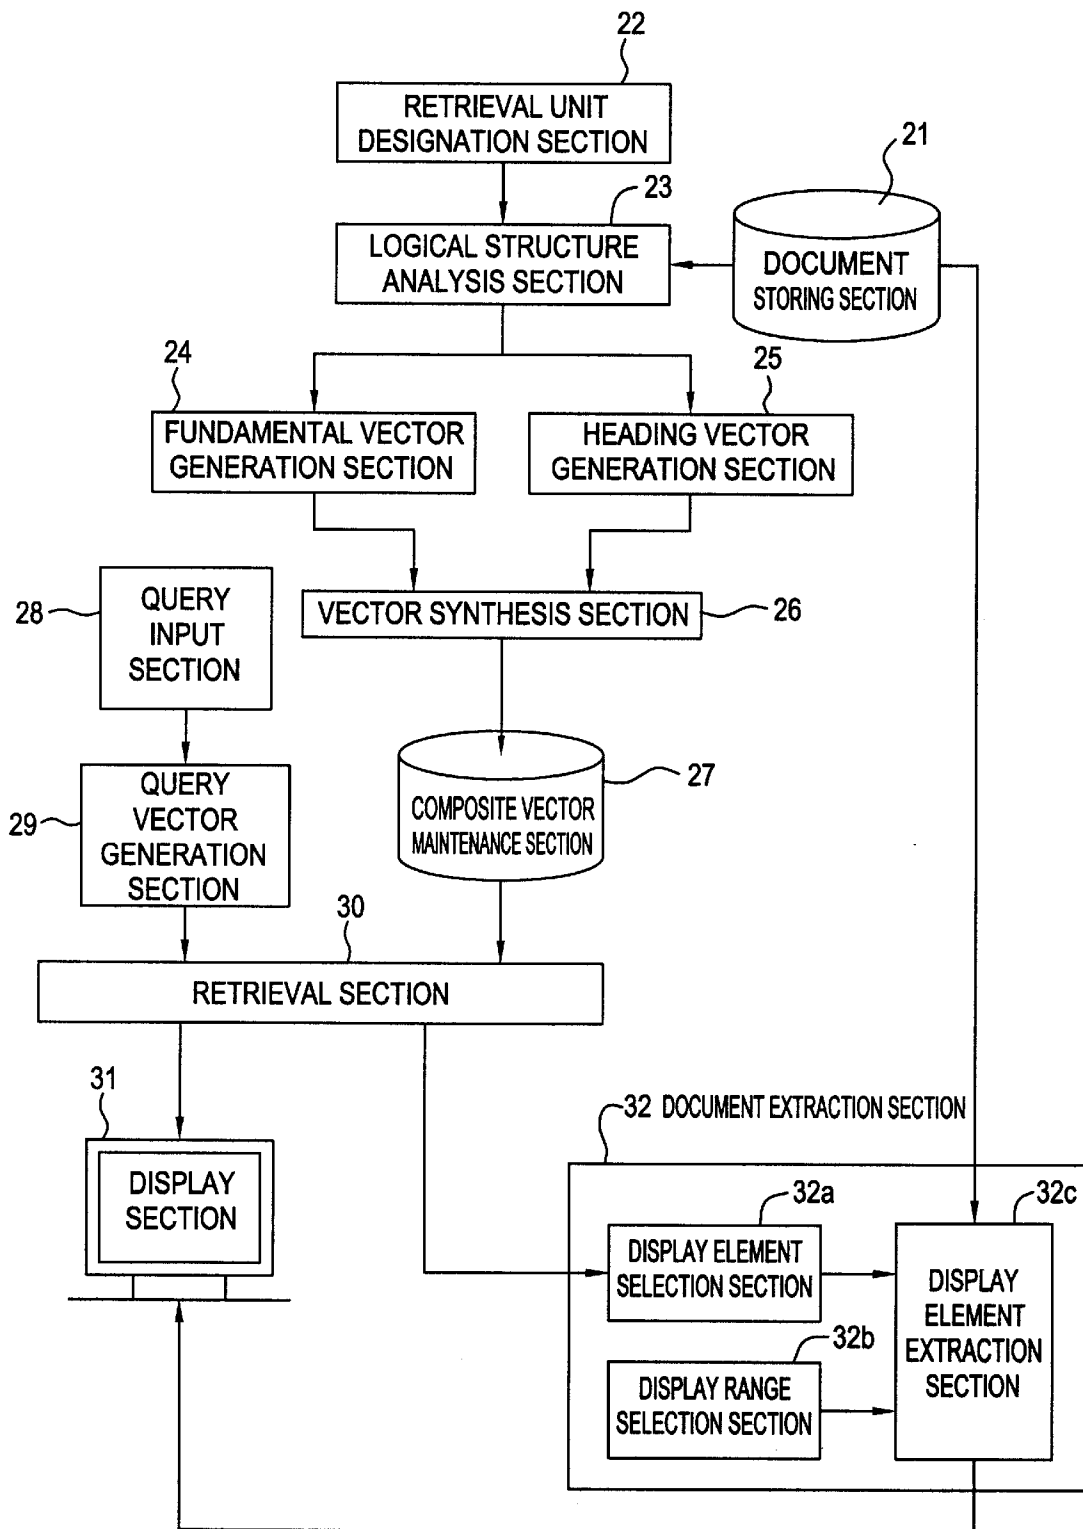 22
RETRIEVAL UNIT
DESIGNATION SECTION
21
23
LOGICAL STRUCTURE
ANALYSIS SECTION
DOCUMENT
STORING SECTION
24
25
FUNDAMENTAL VECTOR
GENERATION SECTION
HEADING VECTOR
GENERATION SECTION
28
QUERY
INPUT
SECTION
VECTOR SYNTHESIS SECTION
26
29
QUERY
VECTOR
GENERATION
SECTION
COMPOSITE VECTOR
MAINTENANCE SECTION
27
30
RETRIEVAL SECTION
31
DISPLAY
SECTION
32 DOCUMENT EXTRACTION SECTION
32a
32c
DISPLAY ELEMENT
SELECTION SECTION
32b
DISPLAY RANGE
SELECTION SECTION
DISPLAY
ELEMENT
EXTRACTION
SECTION